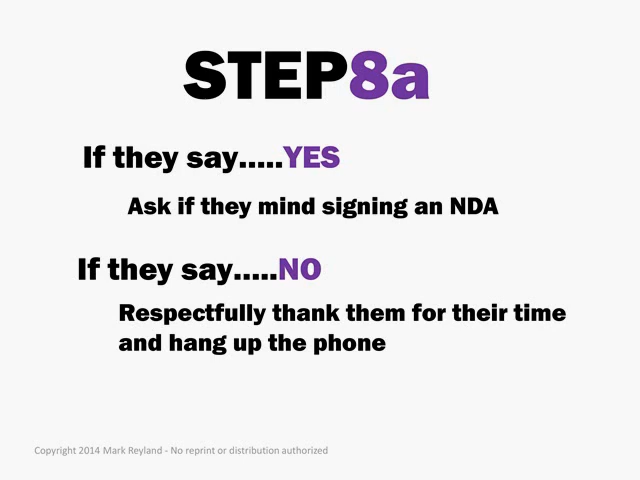 STEP8a
If they say.....YES
Ask if they mind signing an NDA
If they say.....NO
Respectfully thank them for their time
and hang up the phone
Copyright 2014 Mark Reyland - No reprint or distribution authorized